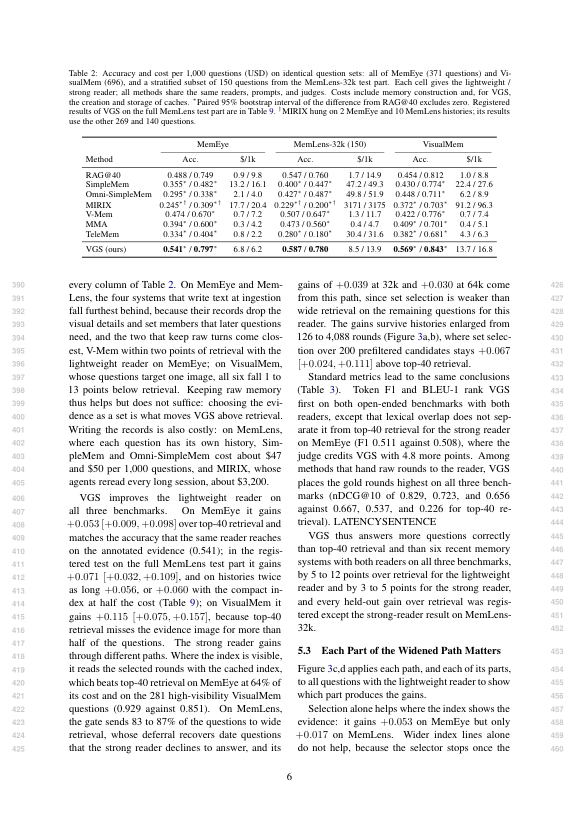 Table 2: Accuracy and cost per 1,000 questions (USD) on identical question sets: all of MemEye (371 questions) and Vi-
sualMem (696), and a stratified subset of 150 questions from the MemLens-32k test part. Each cell gives the lightweight /
strong reader; all methods share the same readers, prompts, and judges. Costs include memory construction and, for VGS,
the creation and storage of caches. *Paired 95% bootstrap interval of the difference from RAG@40 excludes zero. Registered
results of VGS on the full MemLens test part are in Table 9. †MIRIX hung on 2 MemEye and 10 MemLens histories; its results
use the other 269 and 140 questions.
MemEye MemLens-32k (150) VisualMem
Method Acc. $/1k Acc. $/1k Acc. $/1k
RAG@40 0.488 / 0.749 0.9 / 9.8 0.547 / 0.760 1.7 / 14.9 0.454 / 0.812 1.0 / 8.8
SimpleMem 0.355* / 0.482* 13.2 / 16.1 0.400* / 0.447* 47.2 / 49.3 0.430 / 0.774* 22.4 / 27.6
Omni-SimpleMem 0.295* / 0.338* 2.1 / 4.0 0.427* / 0.487* 49.8 / 51.9 0.448 / 0.711* 6.2 / 8.9
MIRIX 0.245*† / 0.309*† 17.7 / 20.4 0.229*† / 0.200*† 3171 / 3175 0.372* / 0.703* 91.2 / 96.3
V-Mem 0.474 / 0.670* 0.7 / 7.2 0.507 / 0.647* 1.3 / 11.7 0.422 / 0.776* 0.7 / 7.4
MMA 0.394* / 0.600* 0.3 / 4.2 0.473 / 0.560* 0.4 / 4.7 0.409* / 0.701* 0.4 / 5.1
TeleMem 0.334* / 0.404* 0.8 / 2.2 0.280* / 0.180* 30.4 / 31.6 0.382* / 0.681* 4.3 / 6.3
VGS (ours) 0.541* / 0.797* 6.8 / 6.2 0.587 / 0.780 8.5 / 13.9 0.569* / 0.843* 13.7 / 16.8
390 every column of Table 2. On MemEye and Mem-
391 Lens, the four systems that write text at ingestion
392 fall furthest behind, because their records drop the
393 visual details and set members that later questions
394 need, and the two that keep raw turns come clos-
395 est, V-Mem within two points of retrieval with the
396 lightweight reader on MemEye; on VisualMem,
397 whose questions target one image, all six fall 1 to
398 13 points below retrieval. Keeping raw memory
399 thus helps but does not suffice: choosing the evi-
400 dence as a set is what moves VGS above retrieval.
401 Writing the records is also costly: on MemLens,
402 where each question has its own history, Sim-
403 pleMem and Omni-SimpleMem cost about $47
404 and $50 per 1,000 questions, and MIRIX, whose
405 agents reread every long session, about $3,200.
406 VGS improves the lightweight reader on
407 all three benchmarks. On MemEye it gains
408 +0.053 [+0.009, +0.098] over top-40 retrieval and
409 matches the accuracy that the same reader reaches
410 on the annotated evidence (0.541); in the regis-
411 tered test on the full MemLens test part it gains
412 +0.071 [+0.032, +0.109], and on histories twice
413 as long +0.056, or +0.060 with the compact in-
414 dex at half the cost (Table 9); on VisualMem it
415 gains +0.115 [+0.075, +0.157], because top-40
416 retrieval misses the evidence image for more than
417 half of the questions. The strong reader gains
418 through different paths. Where the index is visible,
419 it reads the selected rounds with the cached index,
420 which beats top-40 retrieval on MemEye at 64% of
421 its cost and on the 281 high-visibility VisualMem
422 questions (0.929 against 0.851). On MemLens,
423 the gate sends 83 to 87% of the questions to wide
424 retrieval, whose deferral recovers date questions
425 that the strong reader declines to answer, and its
gains of +0.039 at 32k and +0.030 at 64k come 426
from this path, since set selection is weaker than 427
wide retrieval on the remaining questions for this 428
reader. The gains survive histories enlarged from 429
126 to 4,088 rounds (Figure 3a,b), where set selec- 430
tion over 200 prefiltered candidates stays +0.067 431
[+0.024, +0.111] above top-40 retrieval. 432
Standard metrics lead to the same conclusions 433
(Table 3). Token F1 and BLEU-1 rank VGS 434
first on both open-ended benchmarks with both 435
readers, except that lexical overlap does not sep- 436
arate it from top-40 retrieval for the strong reader 437
on MemEye (F1 0.511 against 0.508), where the 438
judge credits VGS with 4.8 more points. Among 439
methods that hand raw rounds to the reader, VGS 440
places the gold rounds highest on all three bench- 441
marks (nDCG@10 of 0.829, 0.723, and 0.656 442
against 0.667, 0.537, and 0.226 for top-40 re- 443
trieval). LATENCYSENTENCE 444
VGS thus answers more questions correctly 445
than top-40 retrieval and than six recent memory 446
systems with both readers on all three benchmarks, 447
by 5 to 12 points over retrieval for the lightweight 448
reader and by 3 to 5 points for the strong reader, 449
and every held-out gain over retrieval was regis- 450
tered except the strong-reader result on MemLens- 451
32k. 452
5.3 Each Part of the Widened Path Matters 453
Figure 3c,d applies each path, and each of its parts, 454
to all questions with the lightweight reader to show 455
which part produces the gains. 456
Selection alone helps where the index shows the 457
evidence: it gains +0.053 on MemEye but only 458
+0.017 on MemLens. Wider index lines alone 459
do not help, because the selector stops once the 460
6